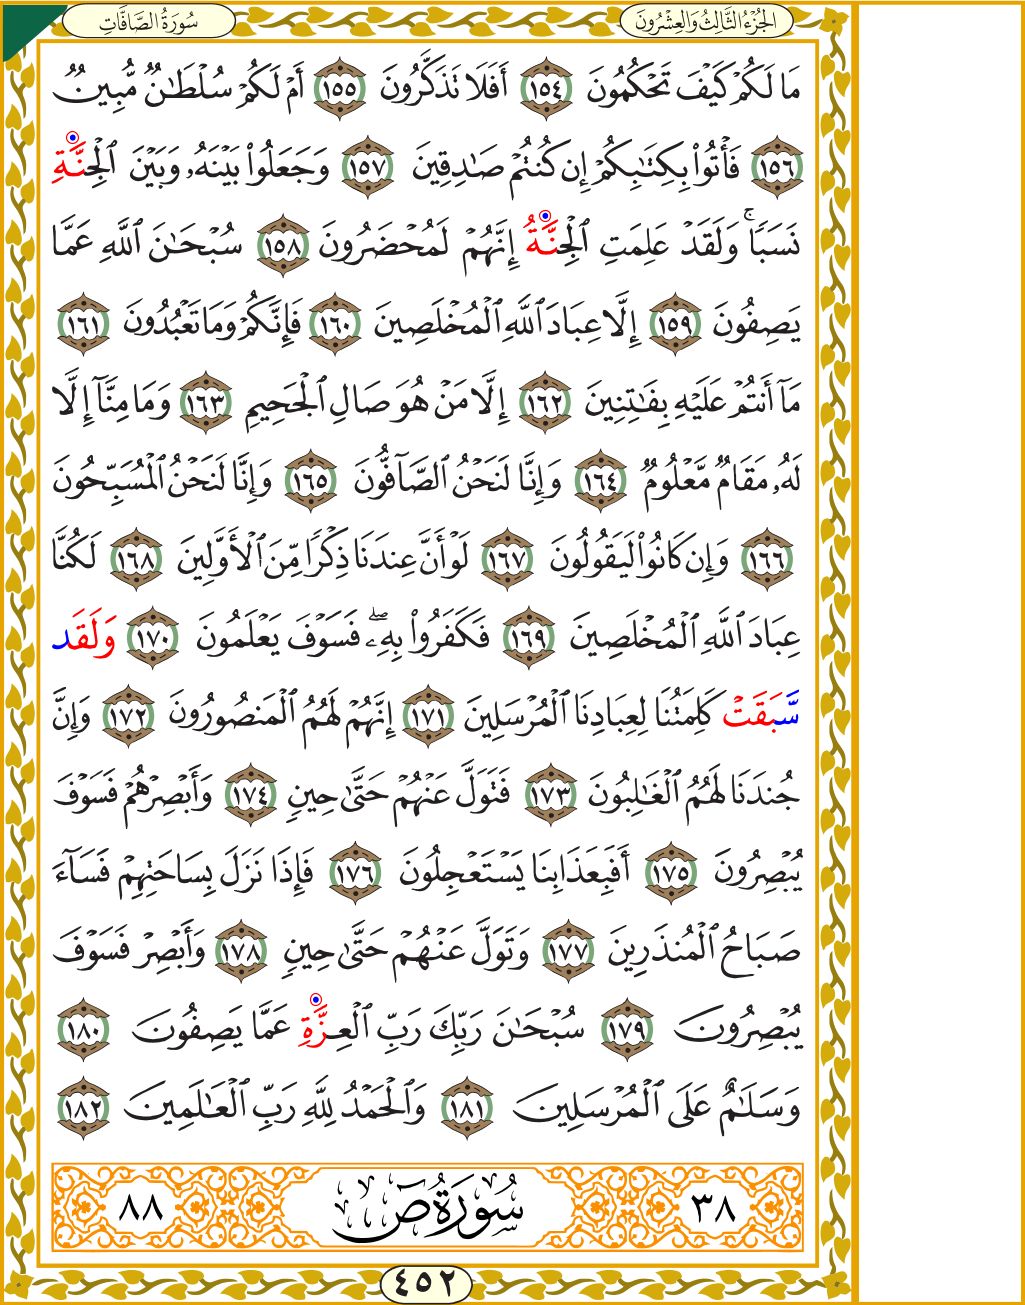 الجُزْءُ الثَّالِثُ وَالعِشْرُونَ
سُورَةُ الصَّافَّاتِ
مَا لَكُمْ كَيْفَ تَحْكُمُونَ ١٥٤ أَفَلَا تَذَكَّرُونَ ١٥٥ أَمْ لَكُمْ سُلْطَٰنٌ مُّبِينٌ
١٥٦ فَأْتُوا۟ بِكِتَٰبِكُمْ إِن كُنتُمْ صَٰدِقِينَ ١٥٧ وَجَعَلُوا۟ بَيْنَهُۥ وَبَيْنَ ٱلْجِنَّةِ
نَسَبًا ۚ وَلَقَدْ عَلِمَتِ ٱلْجِنَّةُ إِنَّهُمْ لَمُحْضَرُونَ ١٥٨ سُبْحَٰنَ ٱللَّهِ عَمَّا
يَصِفُونَ ١٥٩ إِلَّا عِبَادَ ٱللَّهِ ٱلْمُخْلَصِينَ ١٦٠ فَإِنَّكُمْ وَمَا تَعْبُدُونَ ١٦١
مَآ أَنتُمْ عَلَيْهِ بِفَٰتِنِينَ ١٦٢ إِلَّا مَنْ هُوَ صَالِ ٱلْجَحِيمِ ١٦٣ وَمَا مِنَّآ إِلَّا
لَهُۥ مَقَامٌ مَّعْلُومٌ ١٦٤ وَإِنَّا لَنَحْنُ ٱلصَّآفُّونَ ١٦٥ وَإِنَّا لَنَحْنُ ٱلْمُسَبِّحُونَ
١٦٦ وَإِن كَانُوا۟ لَيَقُولُونَ ١٦٧ لَوْ أَنَّ عِندَنَا ذِكْرًا مِّنَ ٱلْأَوَّلِينَ ١٦٨ لَكُنَّا
عِبَادَ ٱللَّهِ ٱلْمُخْلَصِينَ ١٦٩ فَكَفَرُوا۟ بِهِۦ ۖ فَسَوْفَ يَعْلَمُونَ ١٧٠ وَلَقَد
سَّبَقَتْ كَلِمَتُنَا لِعِبَادِنَا ٱلْمُرْسَلِينَ ١٧١ إِنَّهُمْ لَهُمُ ٱلْمَنصُورُونَ ١٧٢ وَإِنَّ
جُندَنَا لَهُمُ ٱلْغَٰلِبُونَ ١٧٣ فَتَوَلَّ عَنْهُمْ حَتَّىٰ حِينٍ ١٧٤ وَأَبْصِرْهُمْ فَسَوْفَ
يُبْصِرُونَ ١٧٥ أَفَبِعَذَابِنَا يَسْتَعْجِلُونَ ١٧٦ فَإِذَا نَزَلَ بِسَاحَتِهِمْ فَسَآءَ
صَبَاحُ ٱلْمُنذَرِينَ ١٧٧ وَتَوَلَّ عَنْهُمْ حَتَّىٰ حِينٍ ١٧٨ وَأَبْصِرْ فَسَوْفَ
يُبْصِرُونَ ١٧٩ سُبْحَٰنَ رَبِّكَ رَبِّ ٱلْعِزَّةِ عَمَّا يَصِفُونَ ١٨٠
وَسَلَٰمٌ عَلَى ٱلْمُرْسَلِينَ ١٨١ وَٱلْحَمْدُ لِلَّهِ رَبِّ ٱلْعَٰلَمِينَ ١٨٢
٣٨ سُورَةُ صٓ ٨٨
٤٥٢